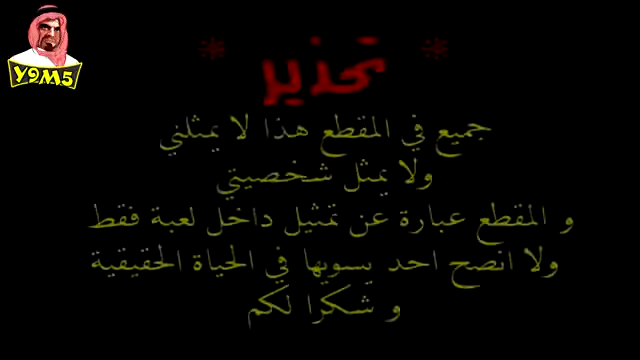 Y9M5
* تحذير *
جميع في المقطع هذا لا يمثلني
ولا يمثل شخصيتي
و المقطع عبارة عن تمثيل داخل لعبة فقط
ولا انصح احد يسويها في الحياة الحقيقية
و شكرا لكم